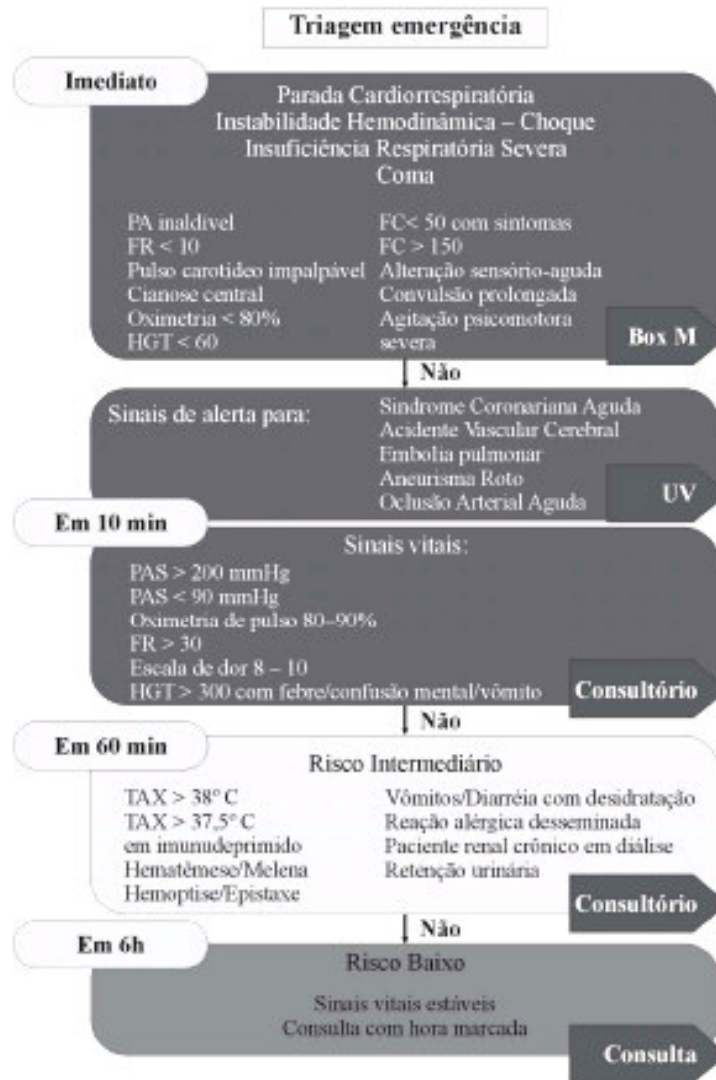 Triagem emergência
Imediato
Parada Cardiorrespiratória
Instabilidade Hemodinâmica – Choque
Insuficiência Respiratória Severa
Coma
PA inaldivel
FR < 10
Pulso carotídeo impalpável
Cianose central
Oximetria < 80%
HGT < 60
FC< 50 com sintomas
FC > 150
Alteração sensório-aguda
Convulsão prolongada
Agitação psicomotora
severa
Box M
Não
Sinais de alerta para:
Sindrome Coronariana Aguda
Acidente Vascular Cerebral
Embolia pulmonar
Aneurisma Roto
Oclusão Arterial Aguda
UV
Em 10 min
Sinais vitais:
PAS > 200 mmHg
PAS < 90 mmHg
Oximetria de pulso 80–90%
FR > 30
Escala de dor 8 – 10
HGT > 300 com febre/confusão mental/vômito
Consultório
Não
Em 60 min
Risco Intermediário
TAX > 38º C
TAX > 37,5º C
em imunudeprimido
Hematêmese/Melena
Hemoptise/Epistaxe
Vômitos/Diarréia com desidratação
Reação alérgica desseminada
Paciente renal crônico em diálise
Retenção urinária
Consultório
Não
Em 6h
Risco Baixo
Sinais vitais estáveis
Consulta com hora marcada
Consulta